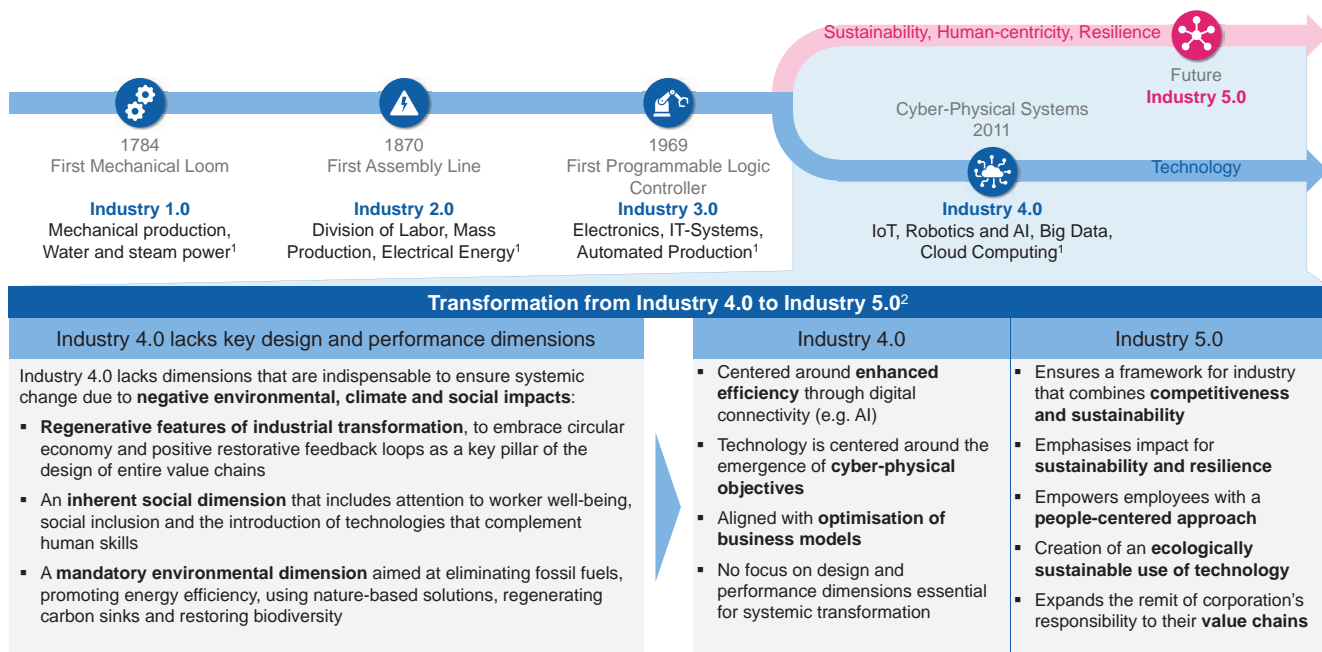 Sustainability, Human-centricity, Resilience
Future
Industry 5.0
1784
First Mechanical Loom
Industry 1.0
Mechanical production,
Water and steam power¹
1870
First Assembly Line
Industry 2.0
Division of Labor, Mass
Production, Electrical Energy¹
1969
First Programmable Logic
Controller
Industry 3.0
Electronics, IT-Systems,
Automated Production¹
Cyber-Physical Systems
2011
Technology
Industry 4.0
IoT, Robotics and AI, Big Data,
Cloud Computing¹
Transformation from Industry 4.0 to Industry 5.0²
Industry 4.0 lacks key design and performance dimensions
Industry 4.0 lacks dimensions that are indispensable to ensure systemic
change due to negative environmental, climate and social impacts:
▪ Regenerative features of industrial transformation, to embrace circular
economy and positive restorative feedback loops as a key pillar of the
design of entire value chains
▪ An inherent social dimension that includes attention to worker well-being,
social inclusion and the introduction of technologies that complement
human skills
▪ A mandatory environmental dimension aimed at eliminating fossil fuels,
promoting energy efficiency, using nature-based solutions, regenerating
carbon sinks and restoring biodiversity
Industry 4.0
▪ Centered around enhanced
efficiency through digital
connectivity (e.g. AI)
▪ Technology is centered around the
emergence of cyber-physical
objectives
▪ Aligned with optimisation of
business models
▪ No focus on design and
performance dimensions essential
for systemic transformation
Industry 5.0
▪ Ensures a framework for industry
that combines competitiveness
and sustainability
▪ Emphasises impact for
sustainability and resilience
▪ Empowers employees with a
people-centered approach
▪ Creation of an ecologically
sustainable use of technology
▪ Expands the remit of corporation's
responsibility to their value chains